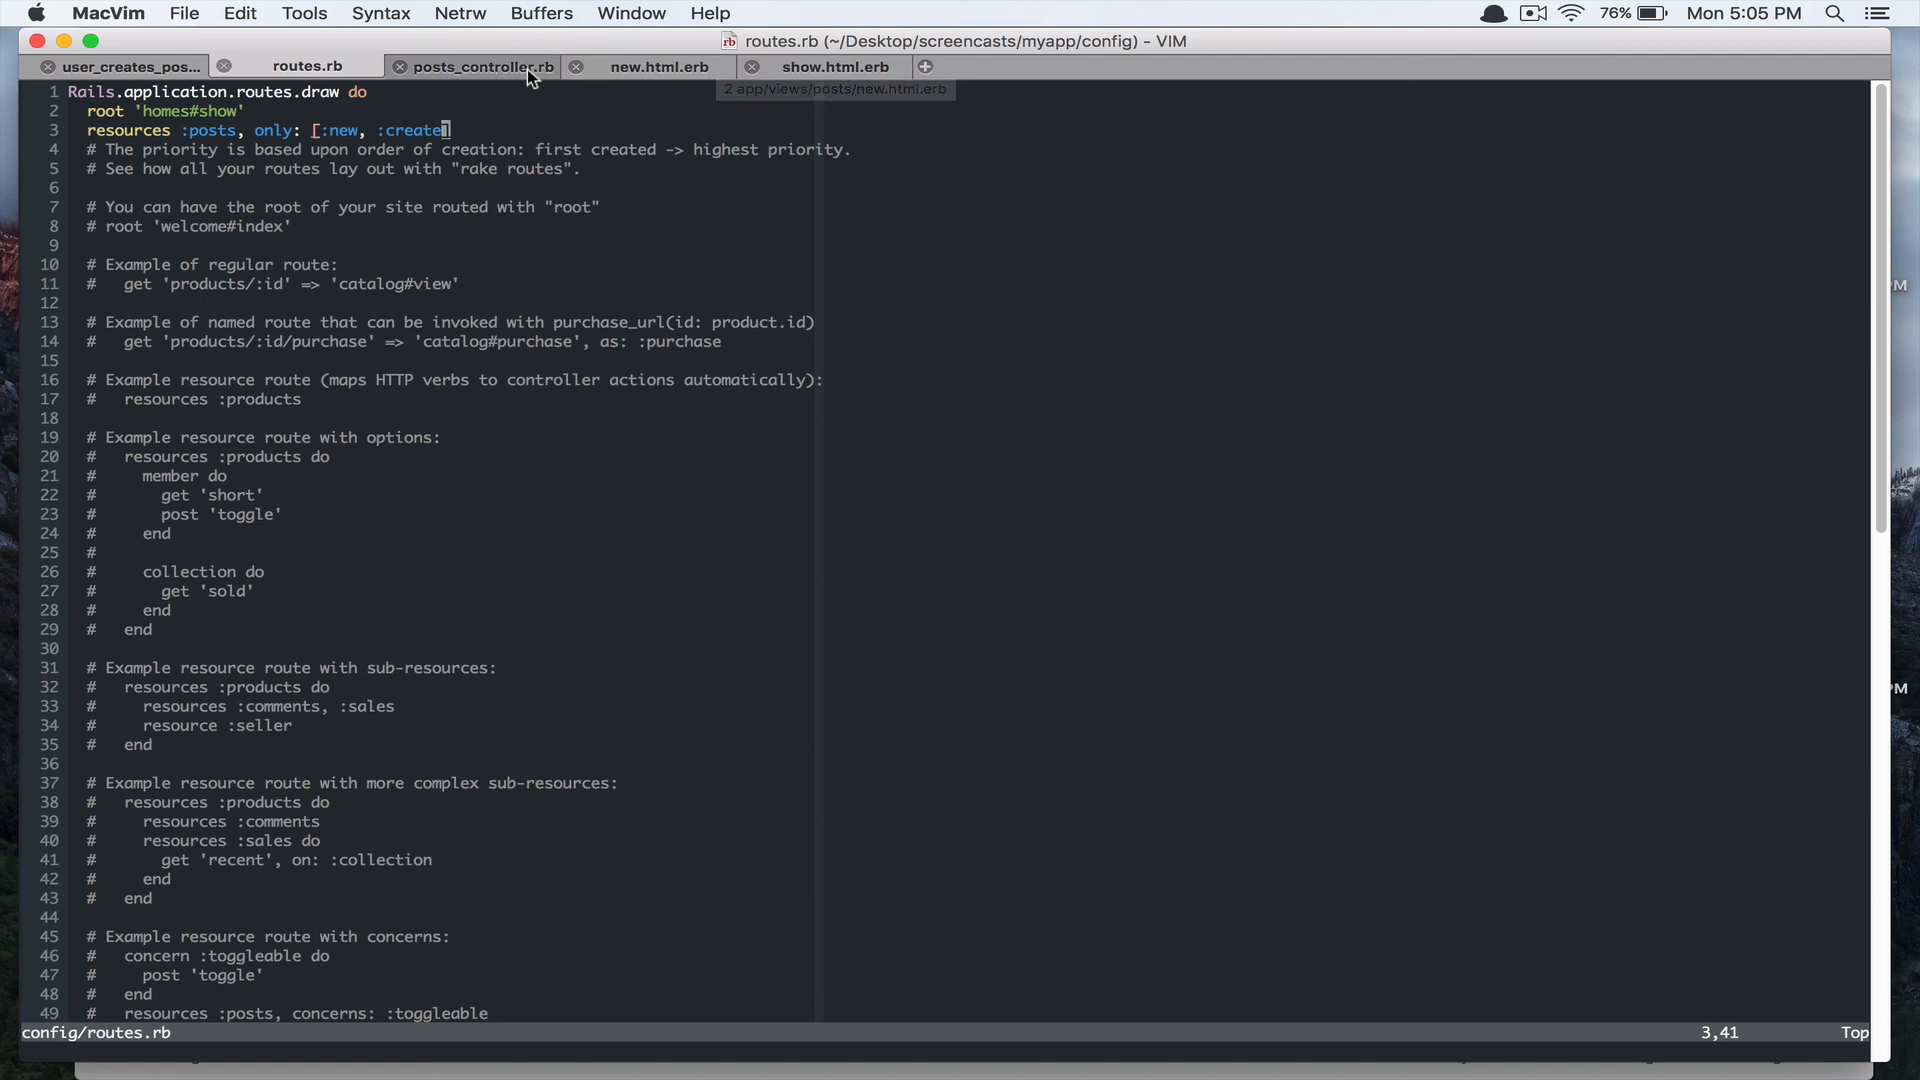 MacVim File Edit Tools Syntax Netrw Buffers Window Help 76% Mon 5:05 PM
routes.rb (~/Desktop/screencasts/myapp/config) - VIM
user_creates_pos... routes.rb posts_controller.rb new.html.erb show.html.erb
2 app/views/posts/new.html.erb
1 Rails.application.routes.draw do
2 root 'homes#show'
3 resources :posts, only: [:new, :create]
4 # The priority is based upon order of creation: first created -> highest priority.
5 # See how all your routes lay out with "rake routes".
6
7 # You can have the root of your site routed with "root"
8 # root 'welcome#index'
9
10 # Example of regular route:
11 # get 'products/:id' => 'catalog#view'
12
13 # Example of named route that can be invoked with purchase_url(id: product.id)
14 # get 'products/:id/purchase' => 'catalog#purchase', as: :purchase
15
16 # Example resource route (maps HTTP verbs to controller actions automatically):
17 # resources :products
18
19 # Example resource route with options:
20 # resources :products do
21 # member do
22 # get 'short'
23 # post 'toggle'
24 # end
25 #
26 # collection do
27 # get 'sold'
28 # end
29 # end
30
31 # Example resource route with sub-resources:
32 # resources :products do
33 # resources :comments, :sales
34 # resource :seller
35 # end
36
37 # Example resource route with more complex sub-resources:
38 # resources :products do
39 # resources :comments
40 # resources :sales do
41 # get 'recent', on: :collection
42 # end
43 # end
44
45 # Example resource route with concerns:
46 # concern :toggleable do
47 # post 'toggle'
48 # end
49 # resources :posts, concerns: :toggleable
config/routes.rb 3,41 Top
PM
PM